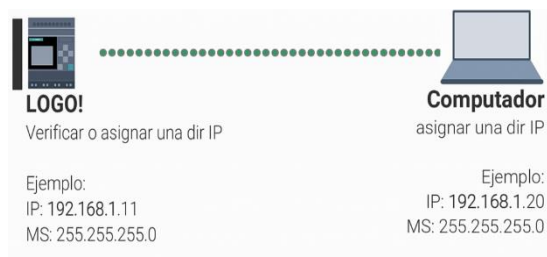 LOGO!
Verificar o asignar una dir IP
Ejemplo:
IP: 192.168.1.11
MS: 255.255.255.0
Computador
asignar una dir IP
Ejemplo:
IP: 192.168.1.20
MS: 255.255.255.0